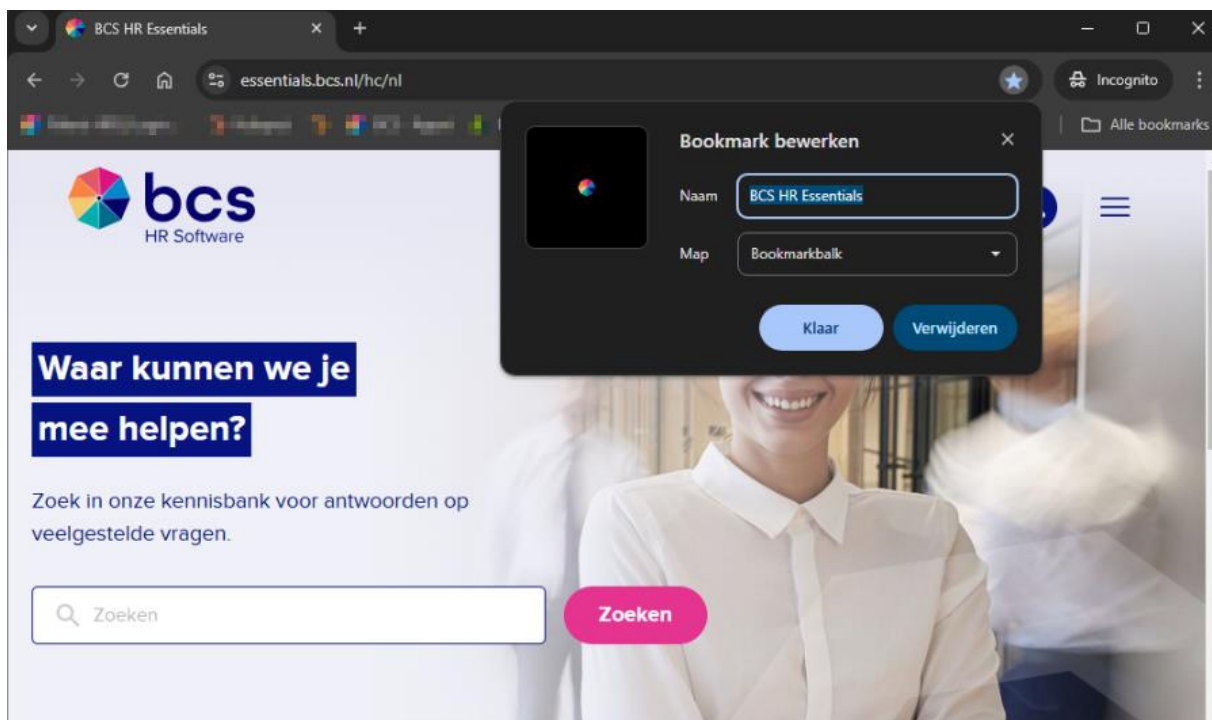 BCS HR Essentials
essentials.bcs.nl/hc/nl
Incognito
Alle bookmarks
Bookmark bewerken
Naam
BCS HR Essentials
Map
Bookmarkbalk
Klaar
Verwijderen
bcs
HR Software
Waar kunnen we je
mee helpen?
Zoek in onze kennisbank voor antwoorden op
veelgestelde vragen.
Zoeken
Zoeken